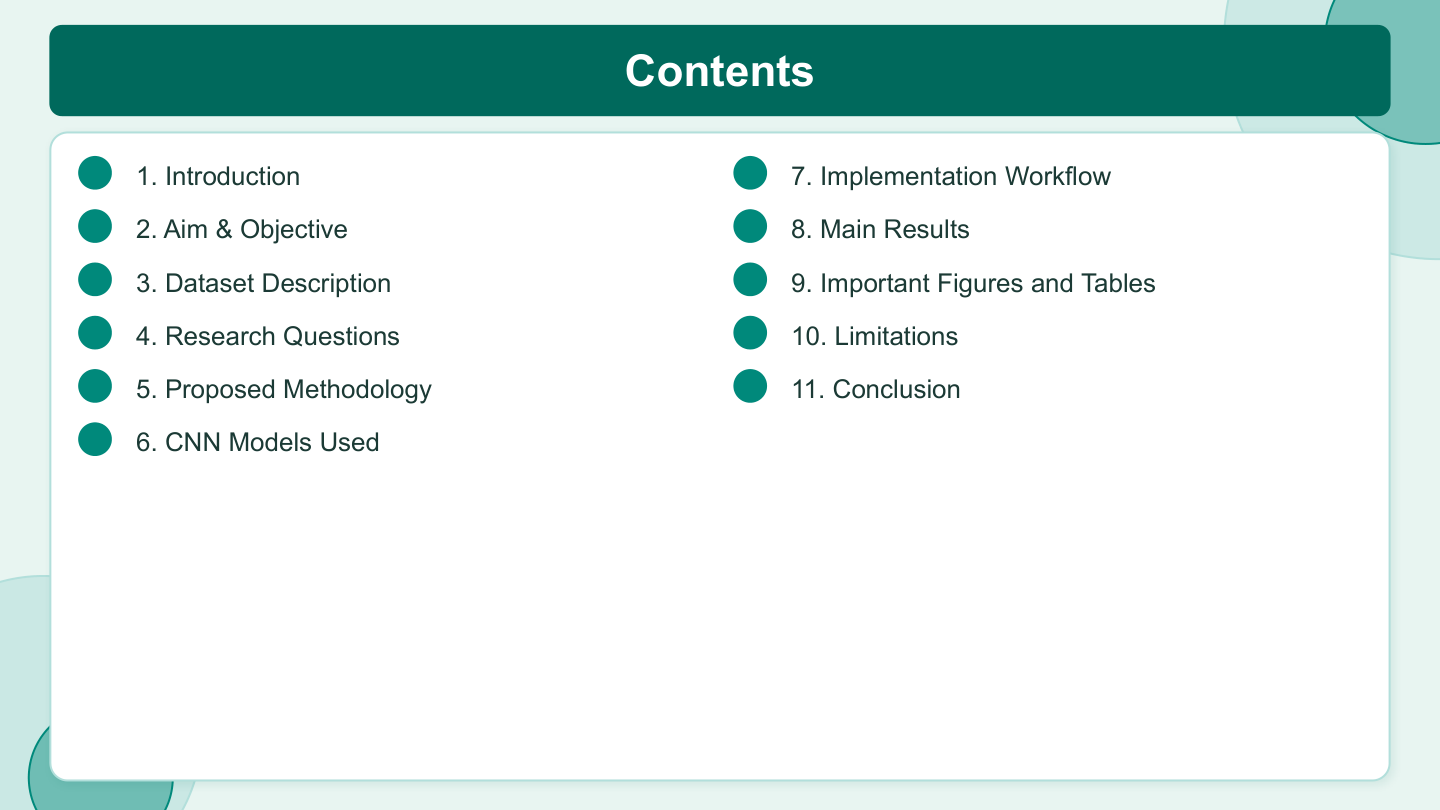 Contents
1. Introduction
2. Aim & Objective
3. Dataset Description
4. Research Questions
5. Proposed Methodology
6. CNN Models Used
7. Implementation Workflow
8. Main Results
9. Important Figures and Tables
10. Limitations
11. Conclusion